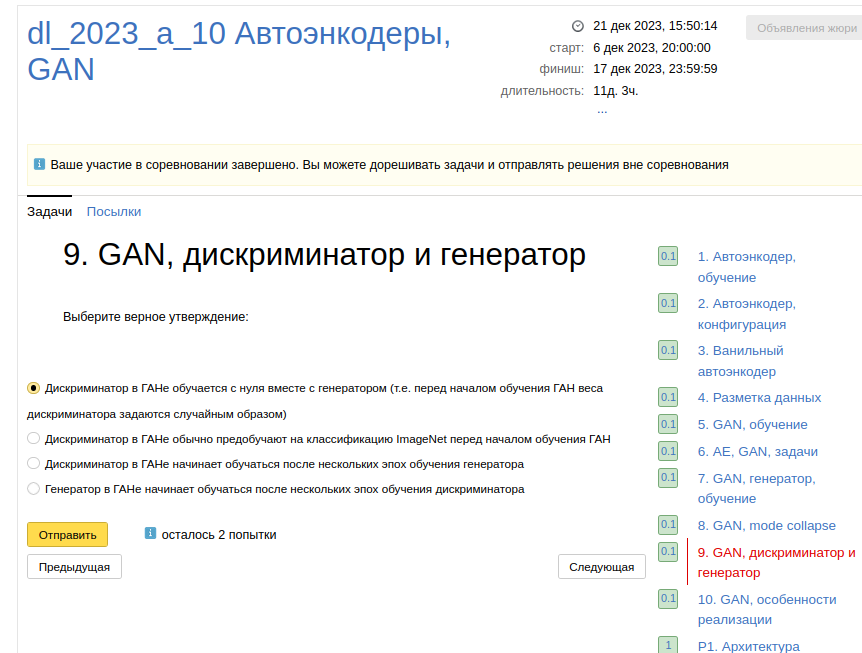 dl_2023_a_10 Автоэнкодеры,
GAN
21 дек 2023, 15:50:14
старт: 6 дек 2023, 20:00:00
финиш: 17 дек 2023, 23:59:59
длительность: 11д. 3ч.
...
Объявления жюри
Ваше участие в соревновании завершено. Вы можете дорешивать задачи и отправлять решения вне соревнования
Задачи Посылки
9. GAN, дискриминатор и генератор
Выберите верное утверждение:
Дискриминатор в ГАНе обучается с нуля вместе с генератором (т.е. перед началом обучения ГАН веса
дискриминатора задаются случайным образом)
Дискриминатор в ГАНе обычно предобучают на классификацию ImageNet перед началом обучения ГАН
Дискриминатор в ГАНе начинает обучаться после нескольких эпох обучения генератора
Генератор в ГАНе начинает обучаться после нескольких эпох обучения дискриминатора
Отправить осталось 2 попытки
Предыдущая Следующая
0.1 1. Автоэнкодер,
обучение
0.1 2. Автоэнкодер,
конфигурация
0.1 3. Ванильный
автоэнкодер
0.1 4. Разметка данных
0.1 5. GAN, обучение
0.1 6. AE, GAN, задачи
0.1 7. GAN, генератор,
обучение
0.1 8. GAN, mode collapse
0.1 9. GAN, дискриминатор и
генератор
0.1 10. GAN, особенности
реализации
1 P1. Архитектура